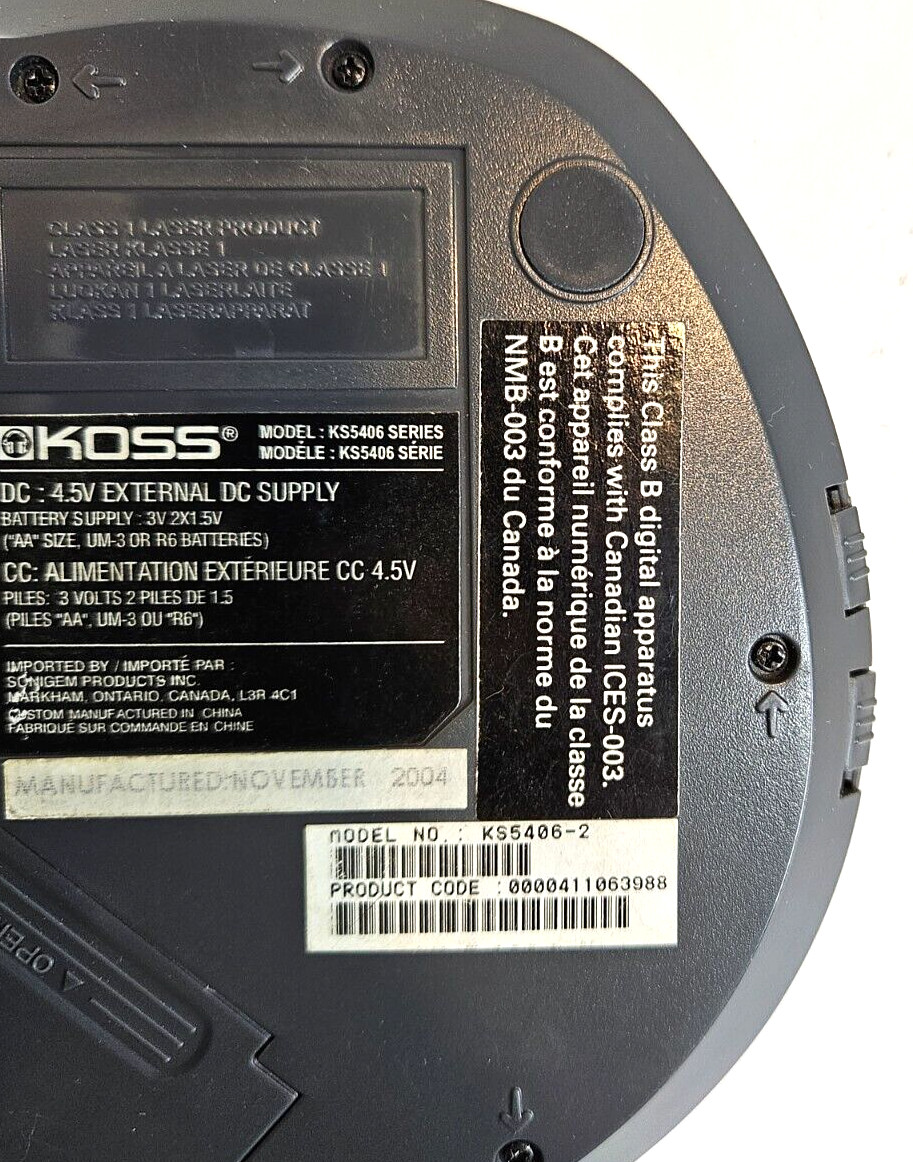 CLASS 1 LASER PRODUCT
LASER KLASSE 1
APPAREIL A LASER DE CLASSE 1
LUOKAN 1 LASERLAITE
KLASS 1 LASERAPPARAT
KOSS® MODEL : KS5406 SERIES
MODÈLE : KS5406 SÉRIE
DC : 4.5V EXTERNAL DC SUPPLY
BATTERY SUPPLY : 3V 2X1.5V
("AA" SIZE, UM-3 OR R6 BATTERIES)
CC: ALIMENTATION EXTÉRIEURE CC 4.5V
PILES: 3 VOLTS 2 PILES DE 1.5
(PILES "AA", UM-3 OU "R6")
IMPORTED BY / IMPORTÉ PAR :
SONIGEM PRODUCTS INC.
MARKHAM, ONTARIO, CANADA, L3R 4C1
CUSTOM MANUFACTURED IN CHINA
FABRIQUÉ SUR COMMANDE EN CHINE
MANUFACTURED:NOVEMBER 2004
This Class B digital apparatus
complies with Canadian ICES-003.
Cet appareil numérique de la classe
B est conforme à la norme du
NMB-003 du Canada.
MODEL NO. : KS5406-2
PRODUCT CODE :0000411063988